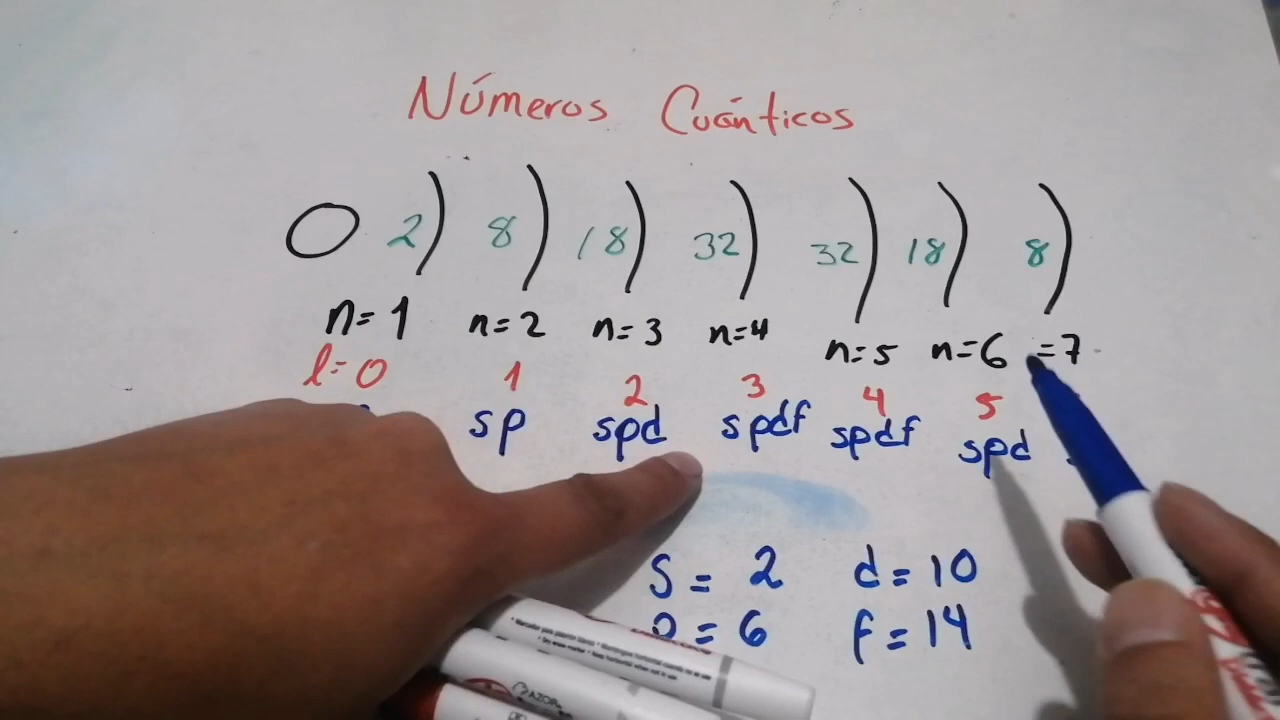 Números Cuánticos
2 8 18 32 32 18 8
n=1 n=2 n=3 n=4 n=5 n=6 =7
l=0 1 2 3 4 5
sp spd spdf spdf spd
S=2 d=10
p=6 f=14
AZOR